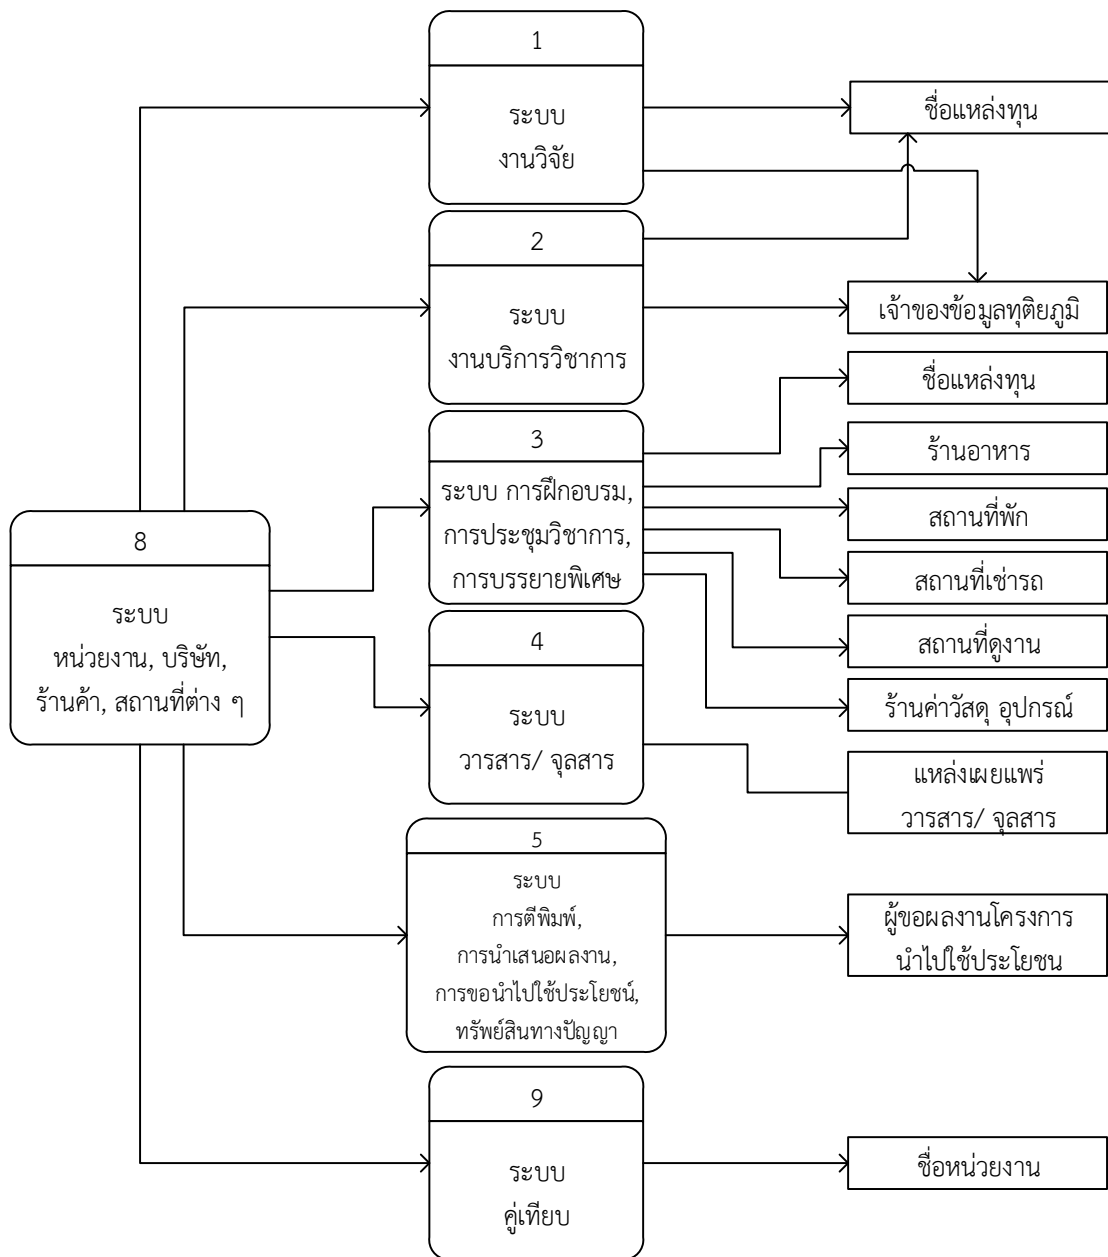 1
ระบบ
งานวิจัย
ชื่อแหล่งทุน
2
ระบบ
งานบริการวิชาการ
เจ้าของข้อมูลทุติยภูมิ
3
ระบบ การฝึกอบรม,
การประชุมวิชาการ,
การบรรยายพิเศษ
ชื่อแหล่งทุน
ร้านอาหาร
สถานที่พัก
สถานที่เช่ารถ
สถานที่ดูงาน
ร้านค่าวัสดุ อุปกรณ์
8
ระบบ
หน่วยงาน, บริษัท,
ร้านค้า, สถานที่ต่าง ๆ
4
ระบบ
วารสาร/ จุลสาร
แหล่งเผยแพร่
วารสาร/ จุลสาร
5
ระบบ
การตีพิมพ์,
การนำเสนอผลงาน,
การขอนำไปใช้ประโยชน์,
ทรัพย์สินทางปัญญา
ผู้ขอผลงานโครงการ
นำไปใช้ประโยชน
9
ระบบ
คู่เทียบ
ชื่อหน่วยงาน